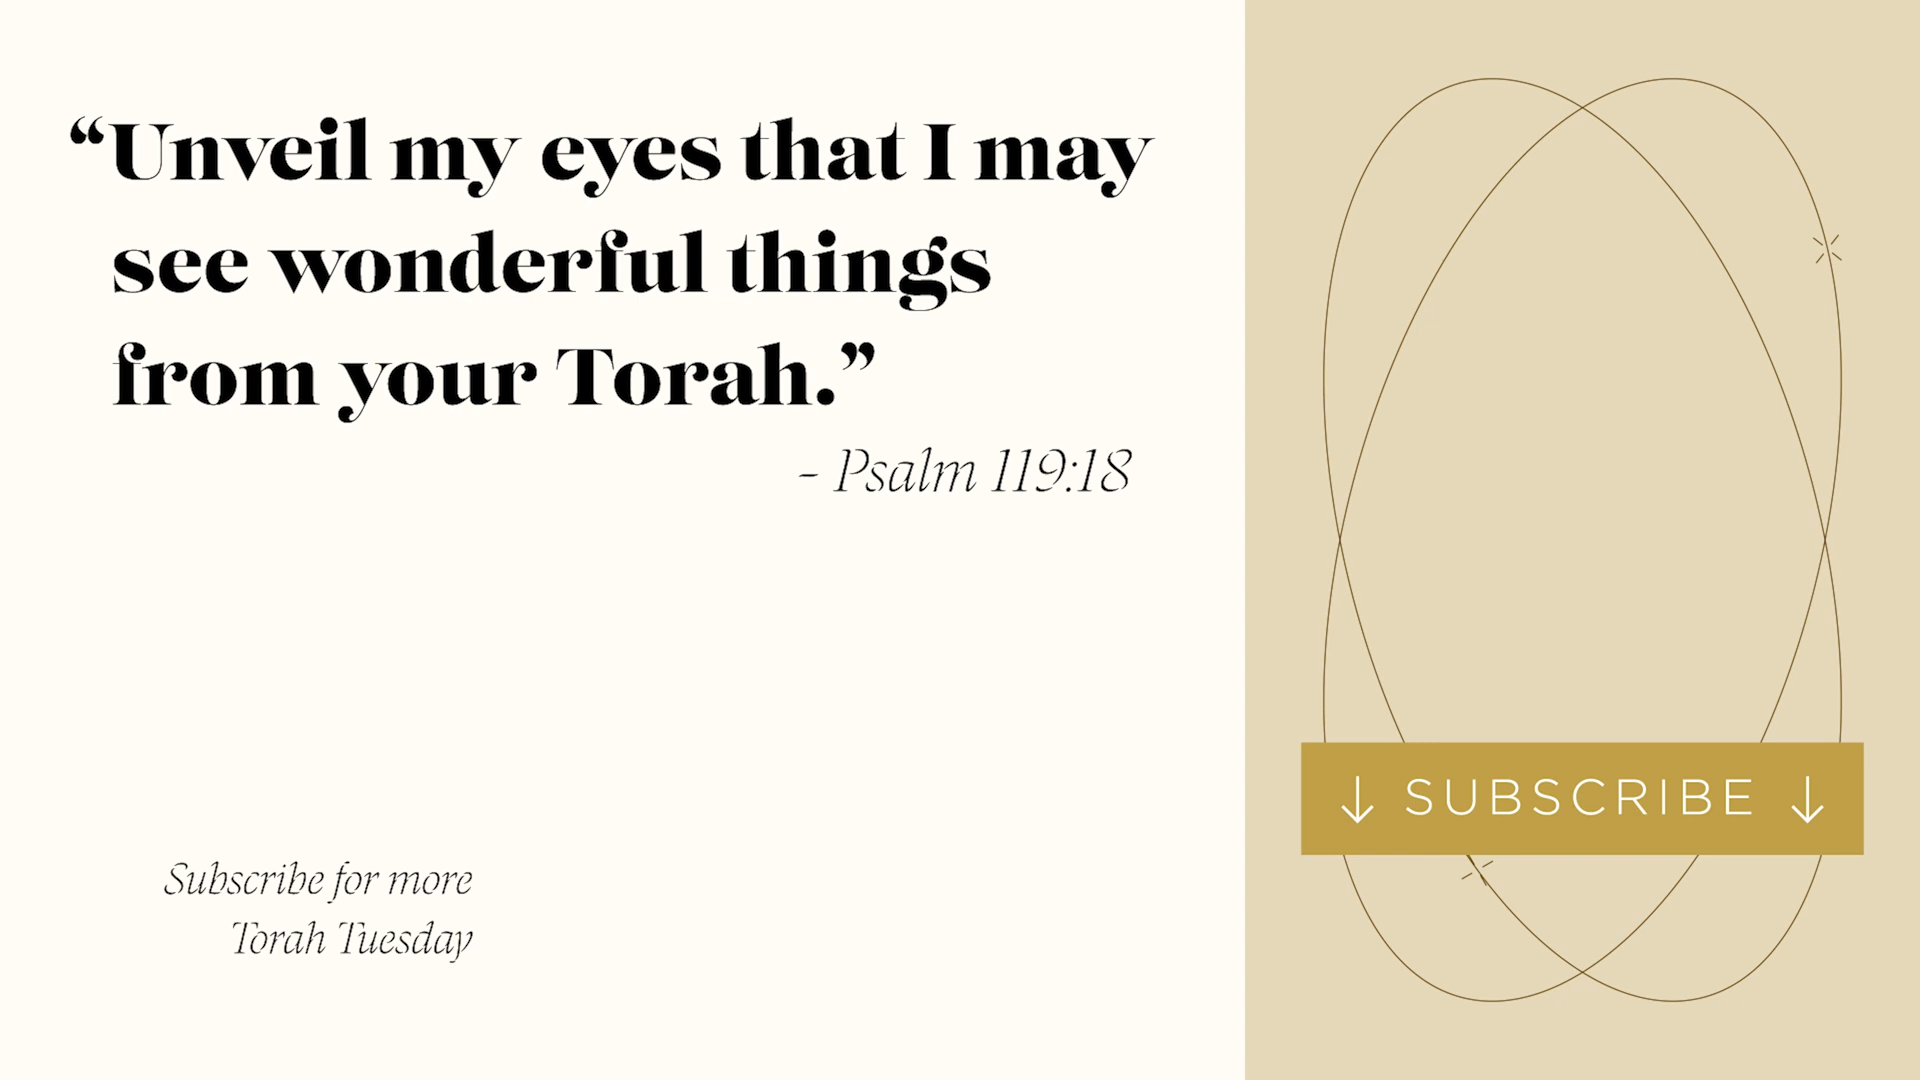 “Unveil my eyes that I may
see wonderful things
from your Torah.”
- Psalm 119:18
Subscribe for more
Torah Tuesday
↓ SUBSCRIBE ↓